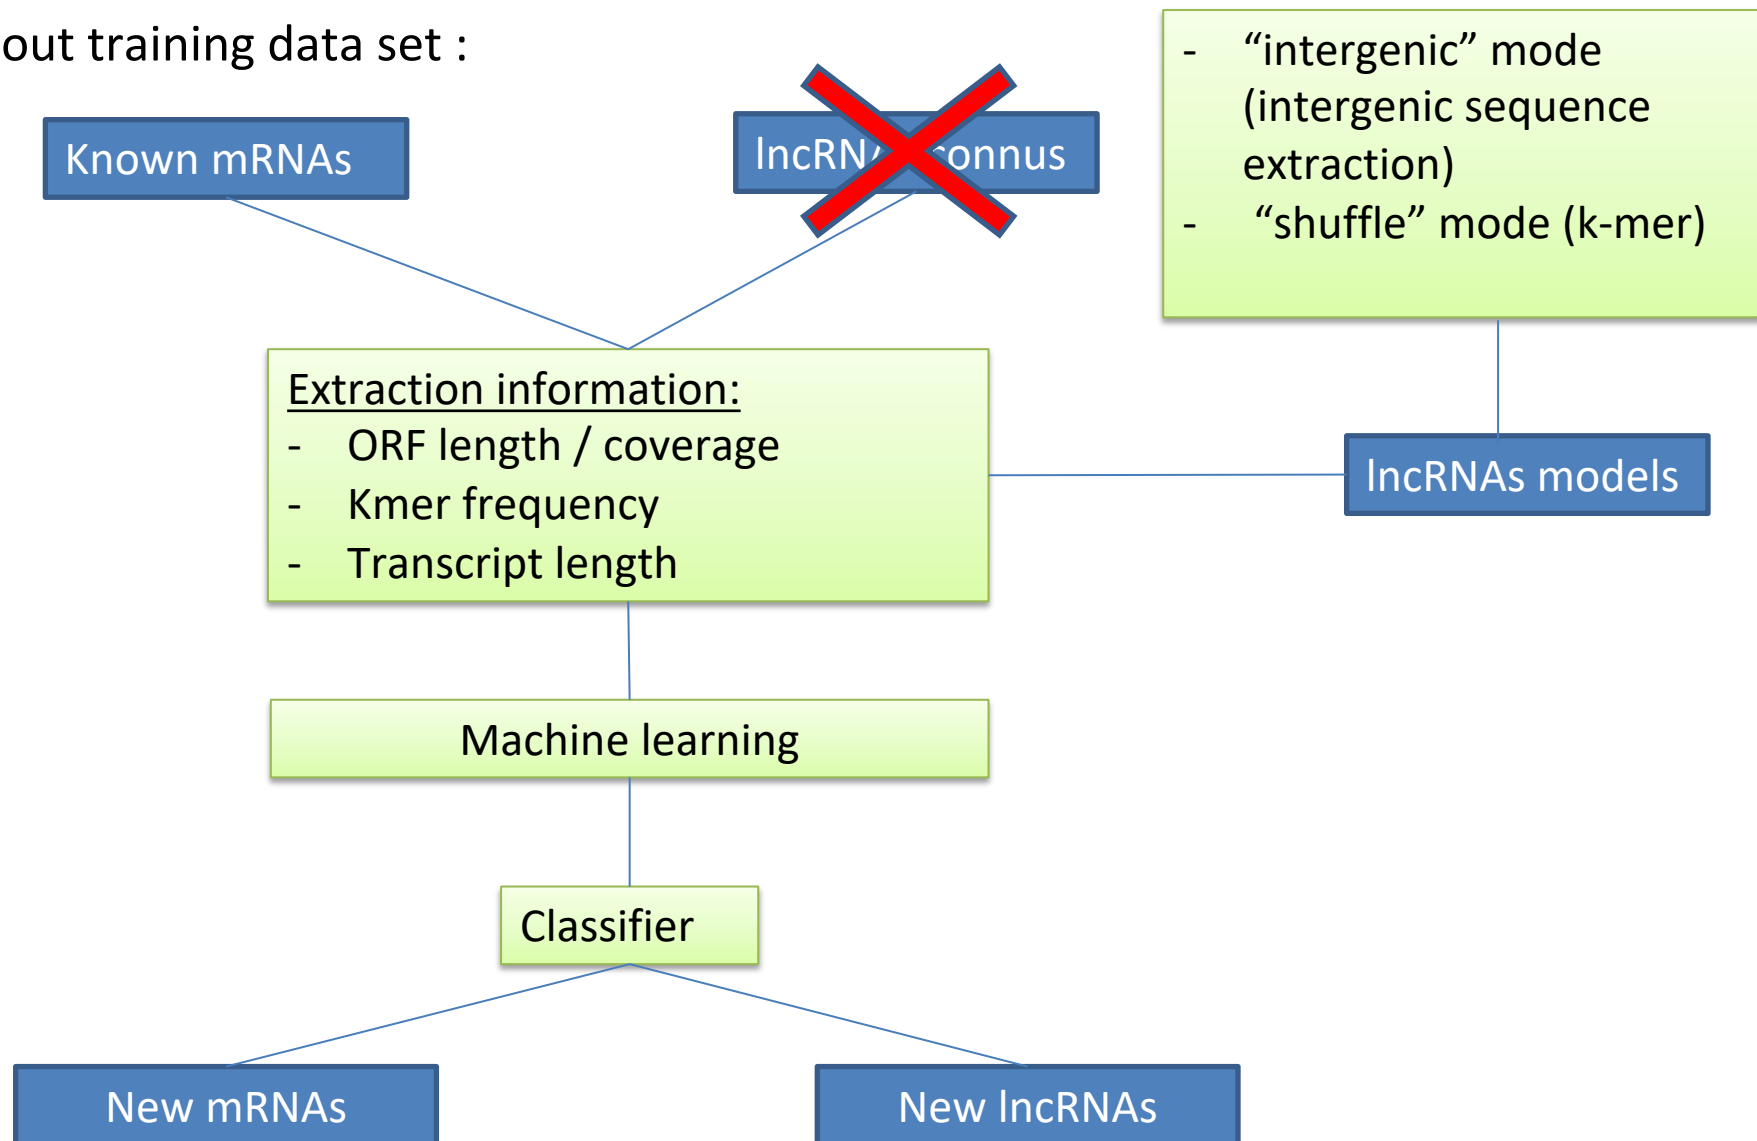 out training data set :
- “intergenic” mode
(intergenic sequence
extraction)
- “shuffle” mode (k-mer)
Known mRNAs
connus
Extraction information:
- ORF length / coverage
- Kmer frequency
- Transcript length
lncRNAs models
Machine learning
Classifier
New mRNAs
New lncRNAs